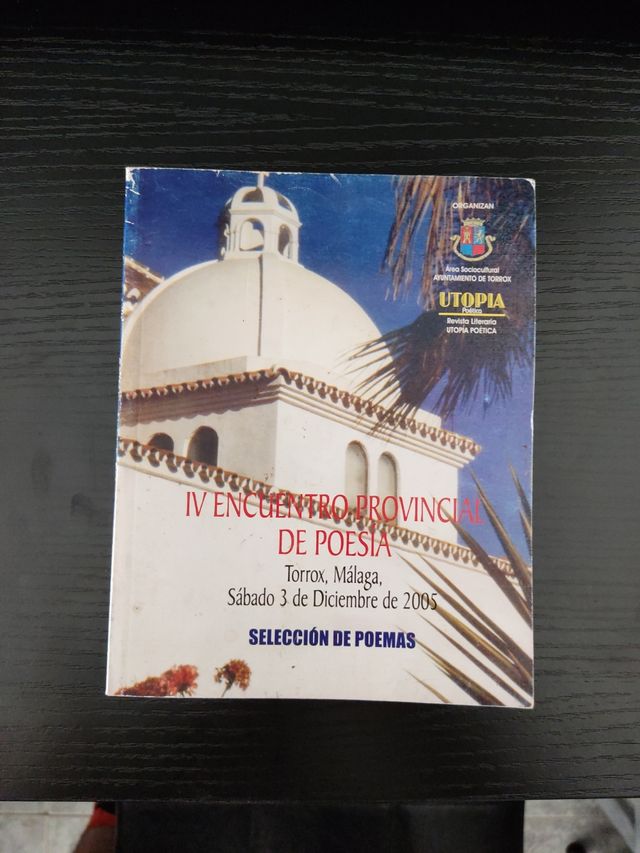 ORGANIZAN
Área Sociocultural
AYUNTAMIENTO DE TORROX
UTOPIA
Poética
Revista Literaria
UTOPÍA POÉTICA
IV ENCUENTRO PROVINCIAL
DE POESÍA
Torrox, Málaga,
Sábado 3 de Diciembre de 2005
SELECCIÓN DE POEMAS